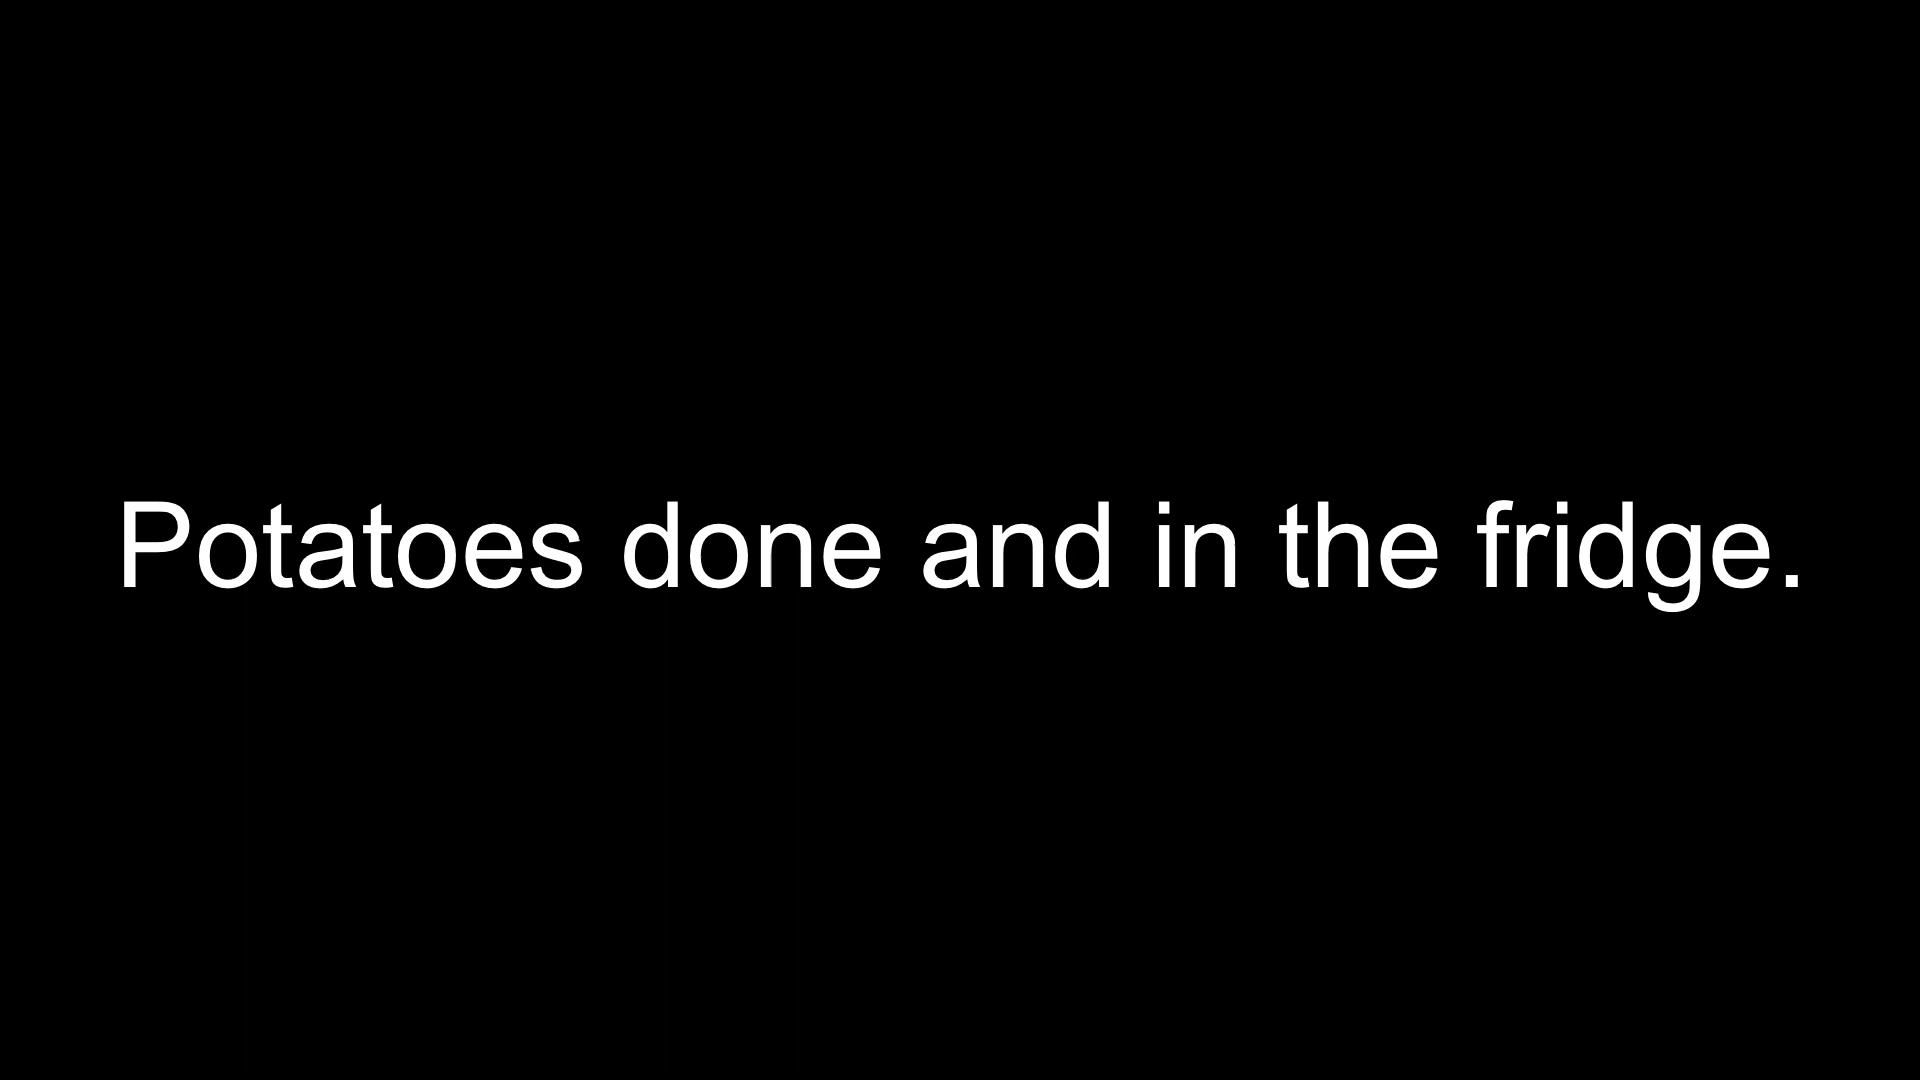 Potatoes done and in the fridge.